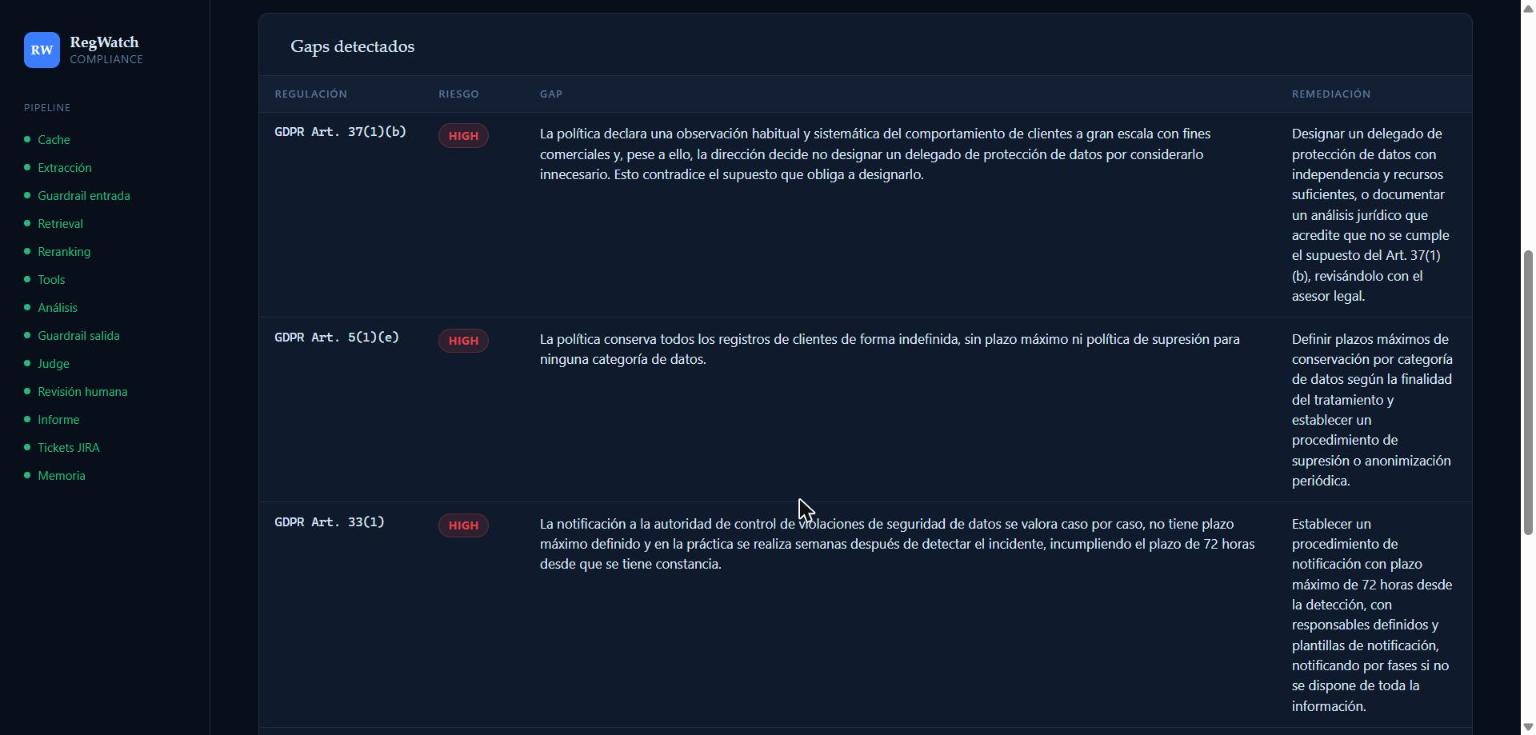 RW
RegWatch
COMPLIANCE
PIPELINE
Cache
Extracción
Guardrail entrada
Retrieval
Reranking
Tools
Análisis
Guardrail salida
Judge
Revisión humana
Informe
Tickets JIRA
Memoria
Gaps detectados
REGULACIÓN RIESGO GAP REMEDIACIÓN
GDPR Art. 37(1)(b)
HIGH
La política declara una observación habitual y sistemática del comportamiento de clientes a gran escala con fines
comerciales y, pese a ello, la dirección decide no designar un delegado de protección de datos por considerarlo
innecesario. Esto contradice el supuesto que obliga a designarlo.
Designar un delegado de
protección de datos con
independencia y recursos
suficientes, o documentar
un análisis jurídico que
acredite que no se cumple
el supuesto del Art. 37(1)
(b), revisándolo con el
asesor legal.
GDPR Art. 5(1)(e)
HIGH
La política conserva todos los registros de clientes de forma indefinida, sin plazo máximo ni política de supresión para
ninguna categoría de datos.
Definir plazos máximos de
conservación por categoría
de datos según la finalidad
del tratamiento y
establecer un
procedimiento de
supresión o anonimización
periódica.
GDPR Art. 33(1)
HIGH
La notificación a la autoridad de control de violaciones de seguridad de datos se valora caso por caso, no tiene plazo
máximo definido y en la práctica se realiza semanas después de detectar el incidente, incumpliendo el plazo de 72 horas
desde que se tiene constancia.
Establecer un
procedimiento de
notificación con plazo
máximo de 72 horas desde
la detección, con
responsables definidos y
plantillas de notificación,
notificando por fases si no
se dispone de toda la
información.